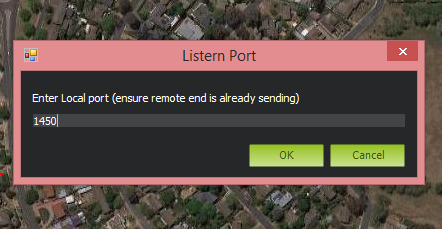 Listern Port
Enter Local port (ensure remote end is already sending)
1450
OK
Cancel